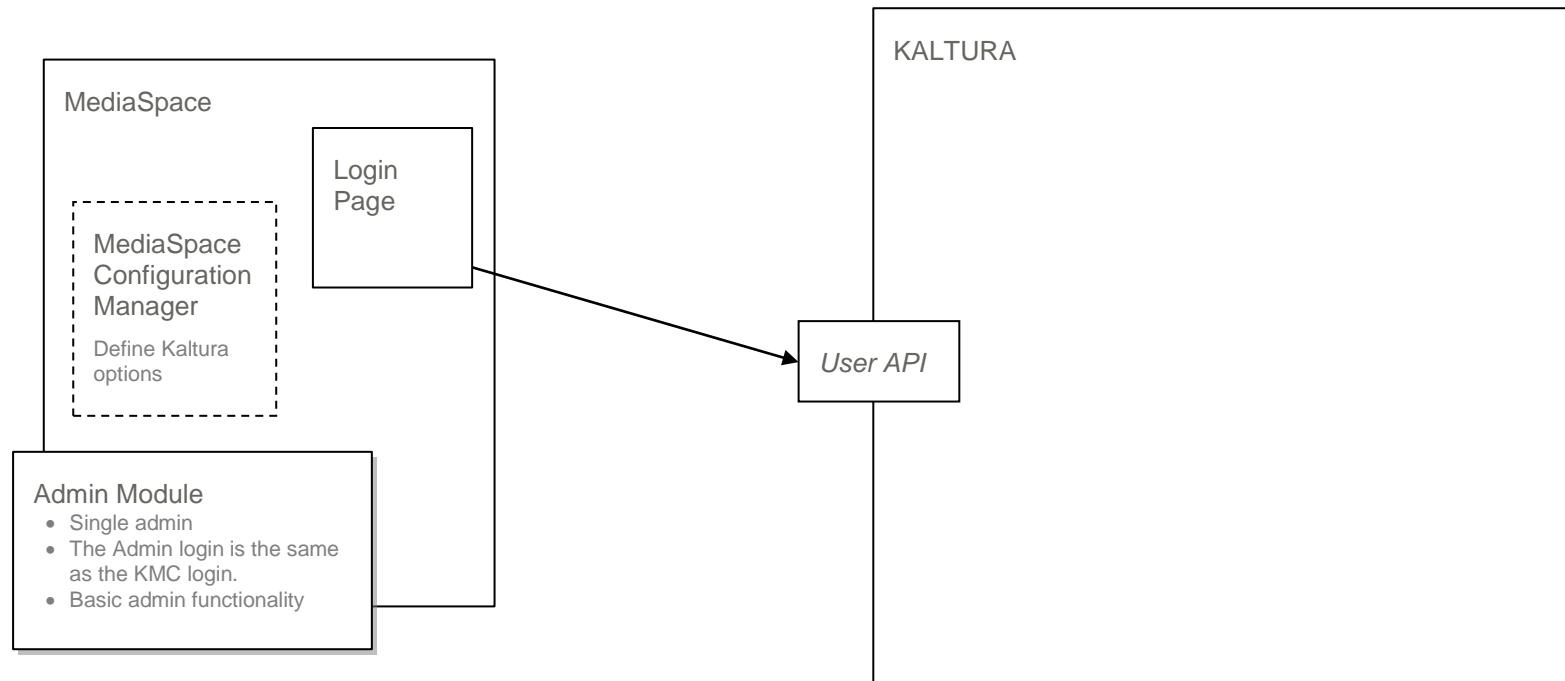 KALTURA
MediaSpace
Login
Page
MediaSpace
Configuration
Manager
Define Kaltura
options
User API
Admin Module
• Single admin
• The Admin login is the same
as the KMC login.
• Basic admin functionality